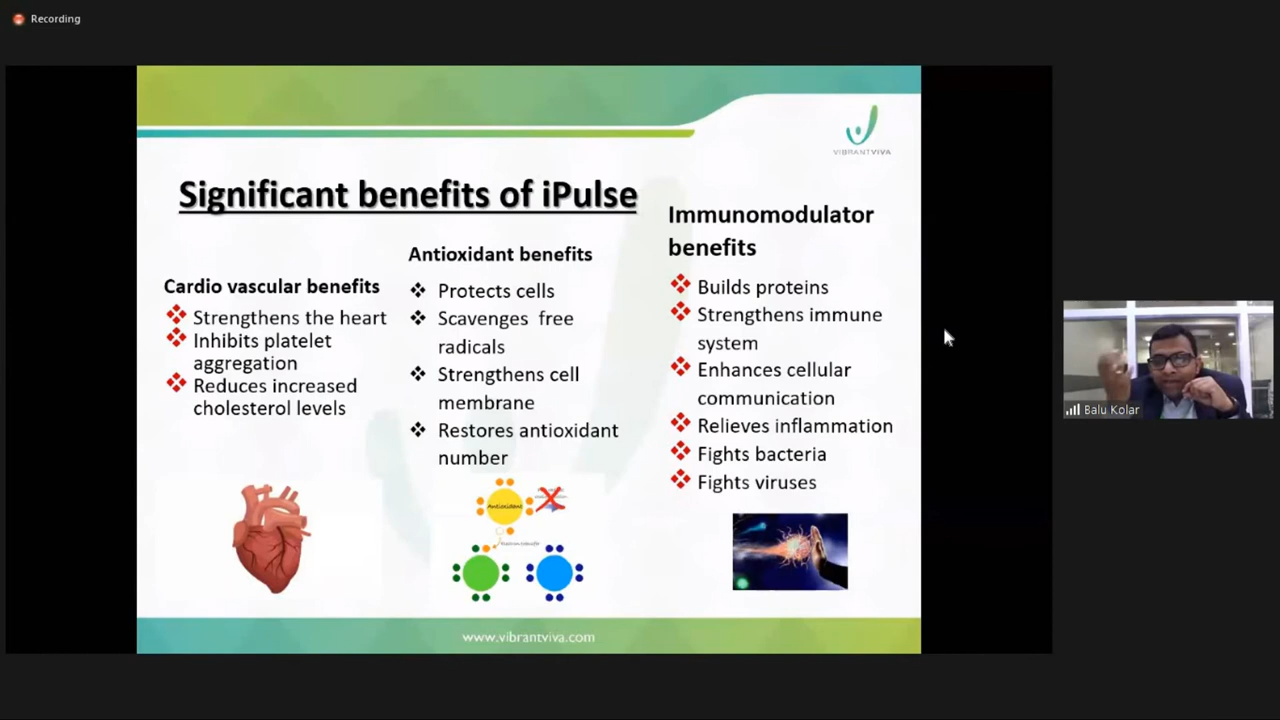 Recording
VIBRANTVIVA
Significant benefits of iPulse
Cardio vascular benefits
Strengthens the heart
Inhibits platelet
aggregation
Reduces increased
cholesterol levels
Antioxidant benefits
Protects cells
Scavenges free
radicals
Strengthens cell
membrane
Restores antioxidant
number
Antioxidant
Immunomodulator
benefits
Builds proteins
Strengthens immune
system
Enhances cellular
communication
Relieves inflammation
Fights bacteria
Fights viruses
www.vibrantviva.com
Balu Kolar